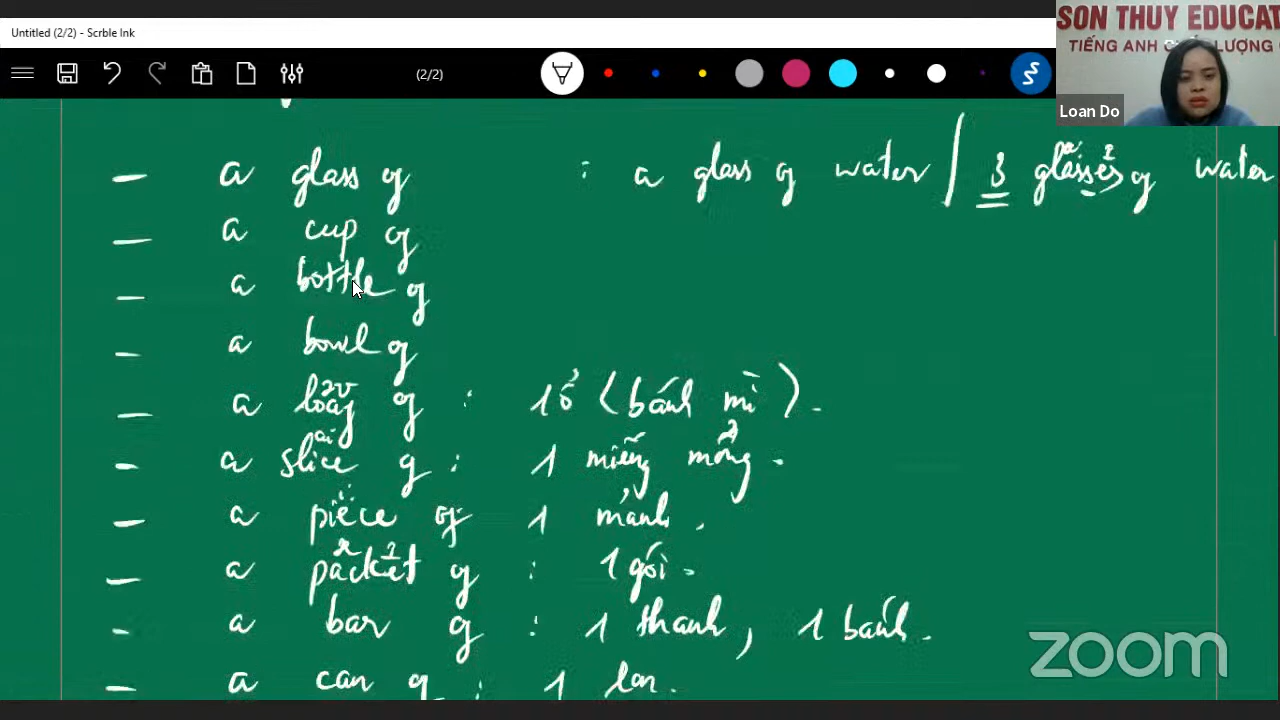 Untitled (2/2) - Scrble Ink
SON THUY EDUCAT
TIẾNG ANH LƯỢNG
(2/2)
Loan Do
– a glass of : a glass of water / 3 glasses of water
– a cup of
– a bottle of
– a bowl of
– a loaf of : 1 ổ (bánh mì).
– a slice of : 1 miếng mỏng.
– a piece of 1 mảnh.
– a packet of : 1 gói.
– a bar of : 1 thanh, 1 bánh.
– a can of : 1 lon.
zoom